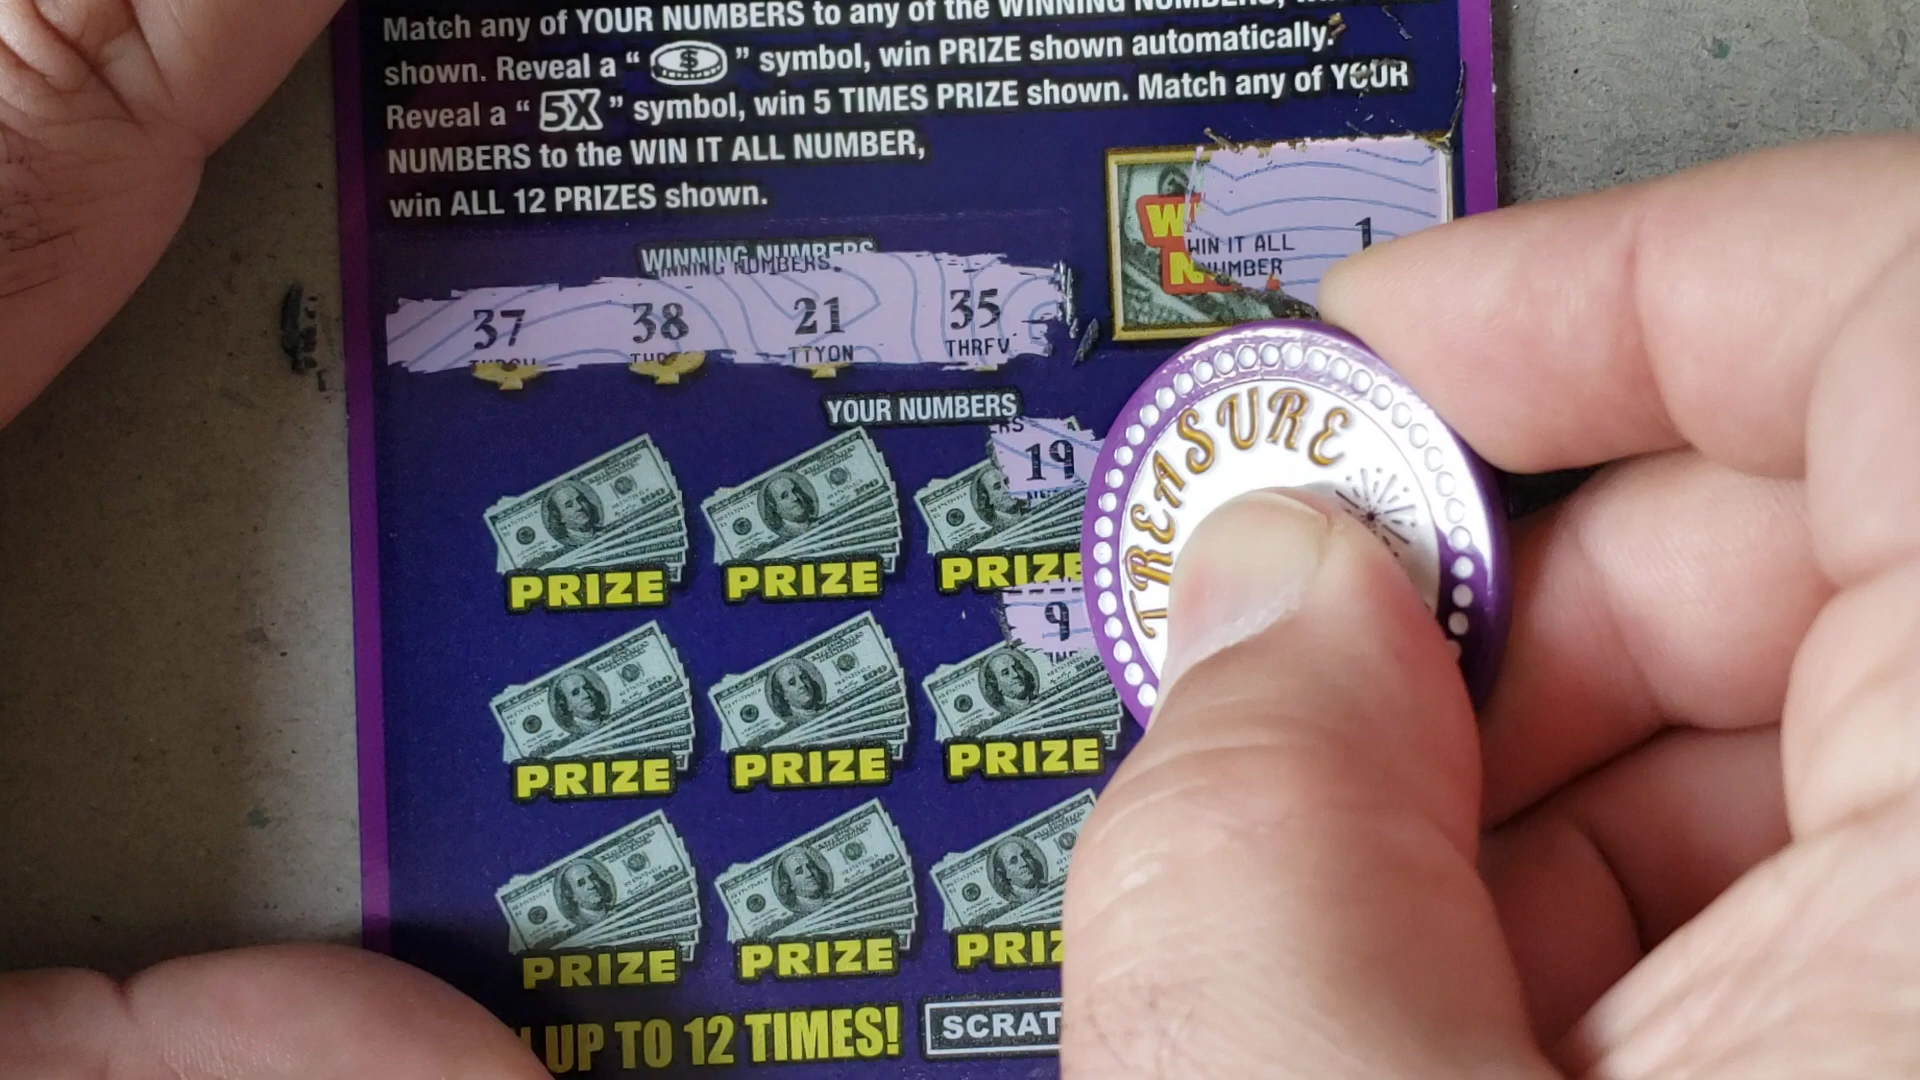 Match any of YOUR NUMBERS to any of the WINNING NUMBERS,
shown. Reveal a “ $ ” symbol, win PRIZE shown automatically.
Reveal a “ 5X ” symbol, win 5 TIMES PRIZE shown. Match any of YOUR
NUMBERS to the WIN IT ALL NUMBER,
win ALL 12 PRIZES shown.
WIN IT ALL 1
NUMBER
WINNING NUMBERS
37 38 21 35
TTYON THRFV
YOUR NUMBERS
19
PRIZE PRIZE PRIZE
9
PRIZE PRIZE PRIZE
PRIZE PRIZE
UP TO 12 TIMES!
TREASURE